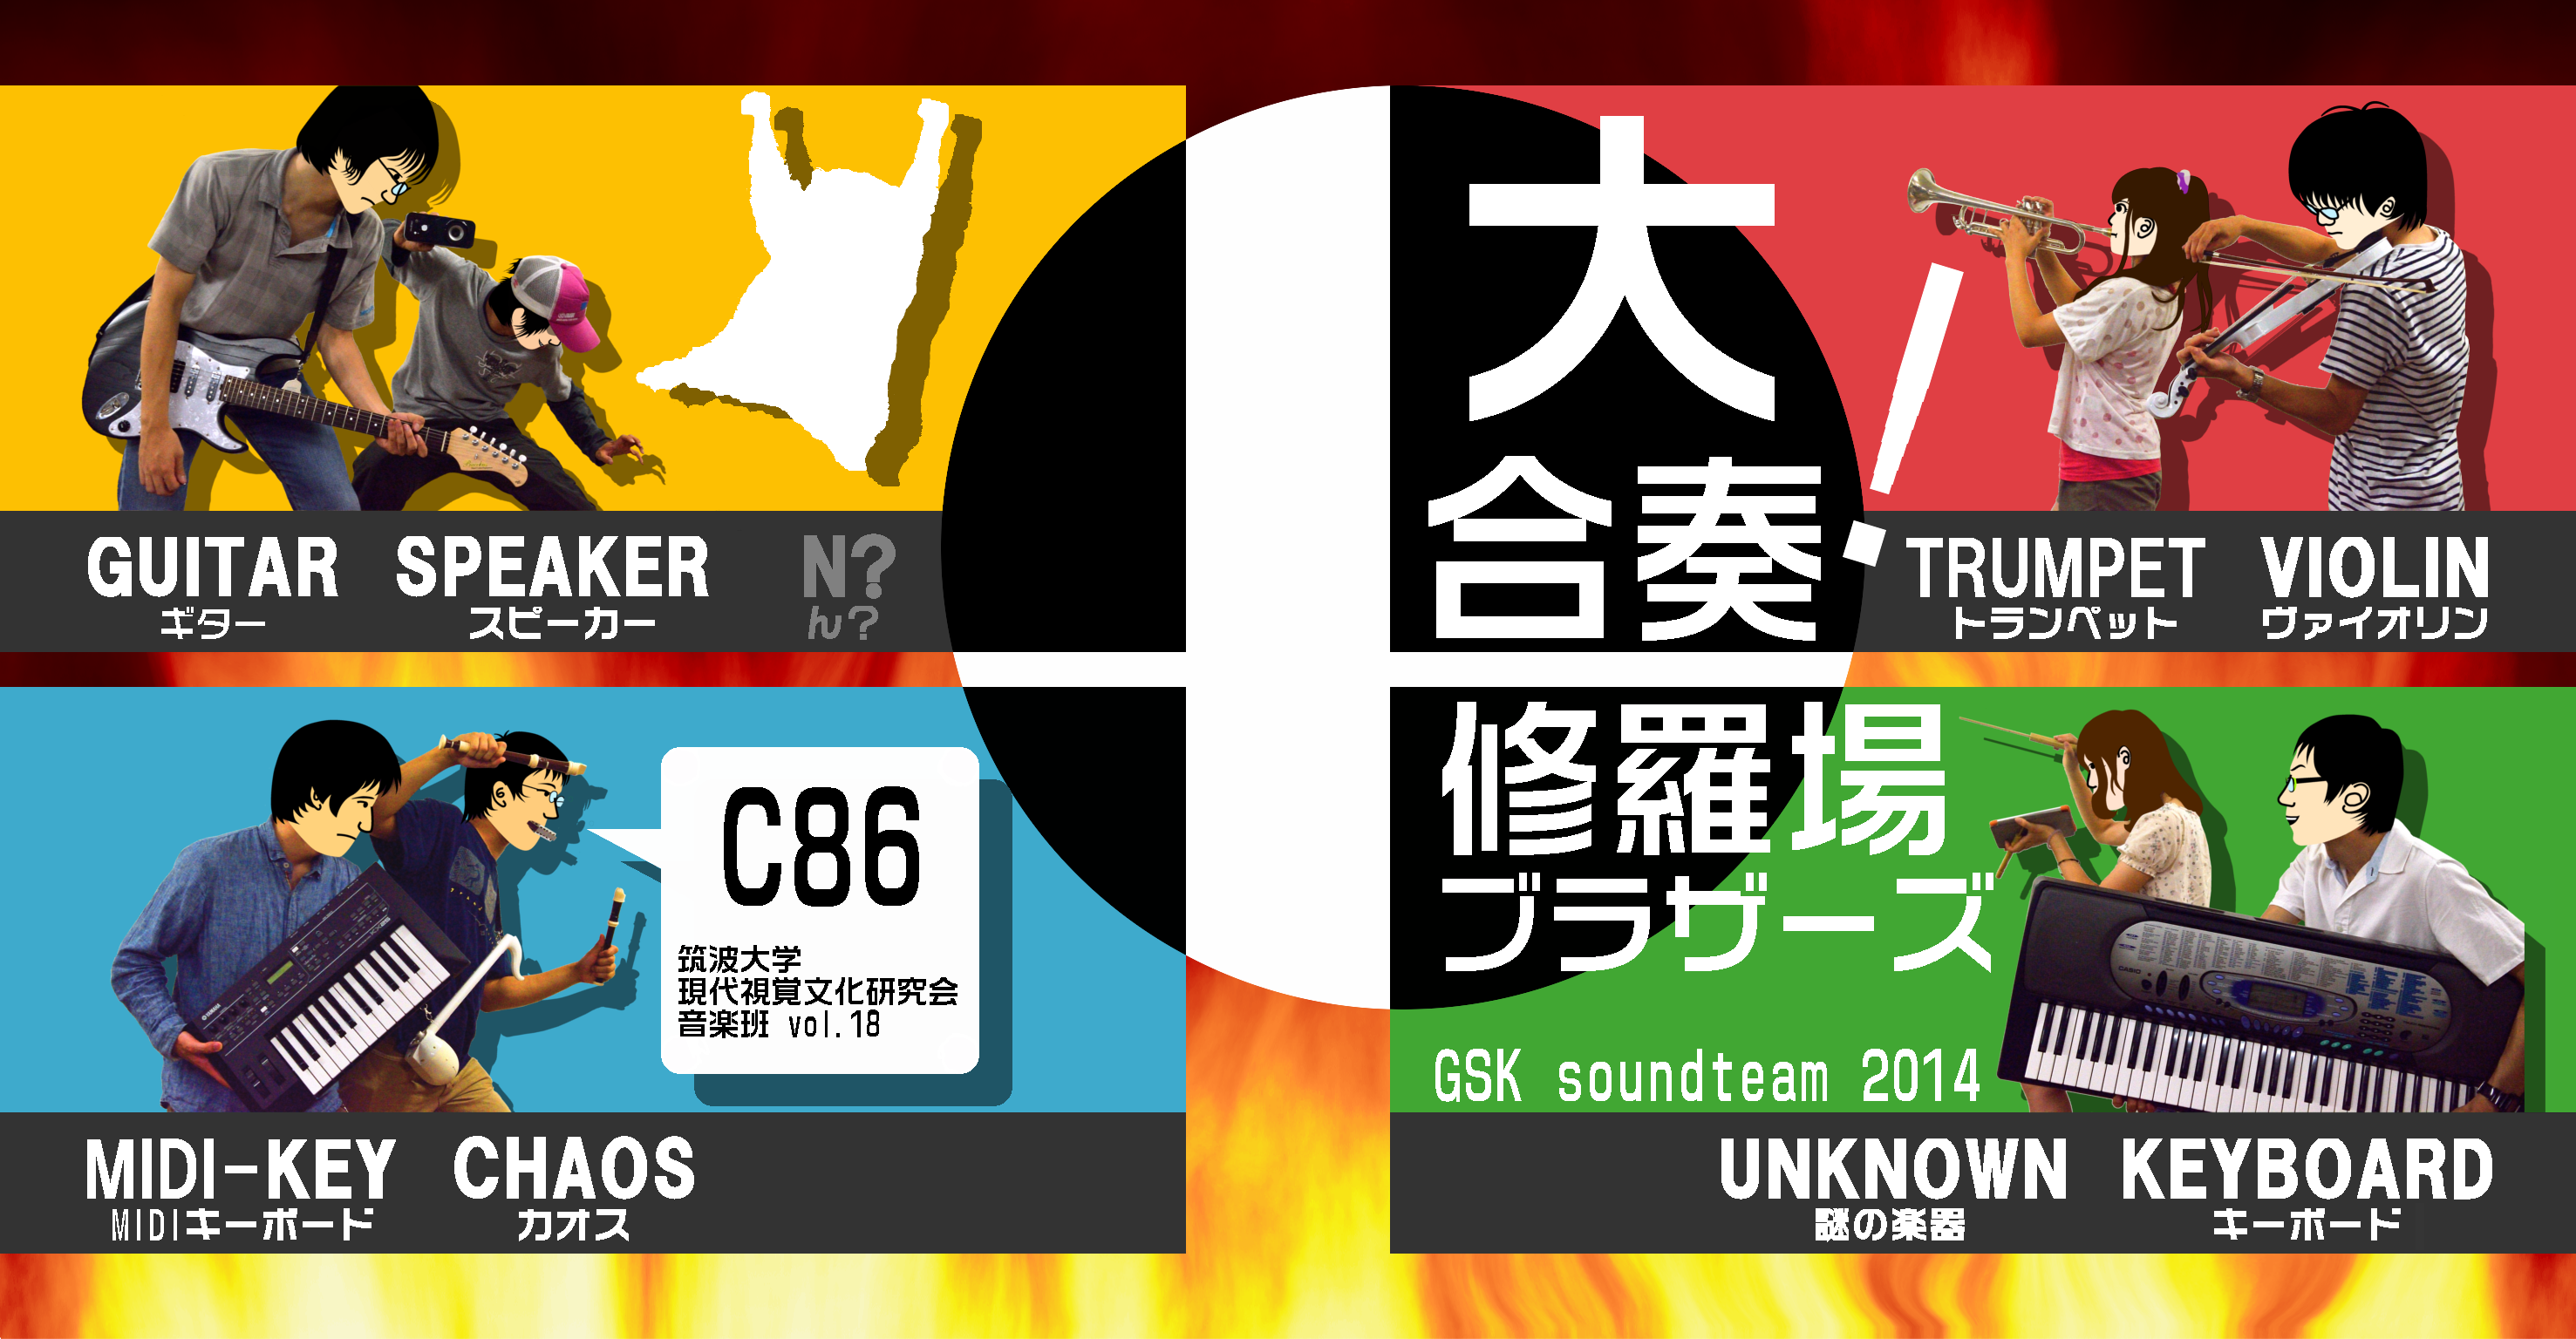 GUITAR
ギター
SPEAKER
スピーカー
N?
ん?
大
合奏!
修羅場
ブラザーズ
GSK soundteam 2014
TRUMPET
トランペット
VIOLIN
ヴァイオリン
C86
筑波大学
現代視覚文化研究会
音楽班 vol.18
MIDI-KEY
MIDIキーボード
CHAOS
カオス
UNKNOWN
謎の楽器
KEYBOARD
キーボード
YAMAHA
CASIO